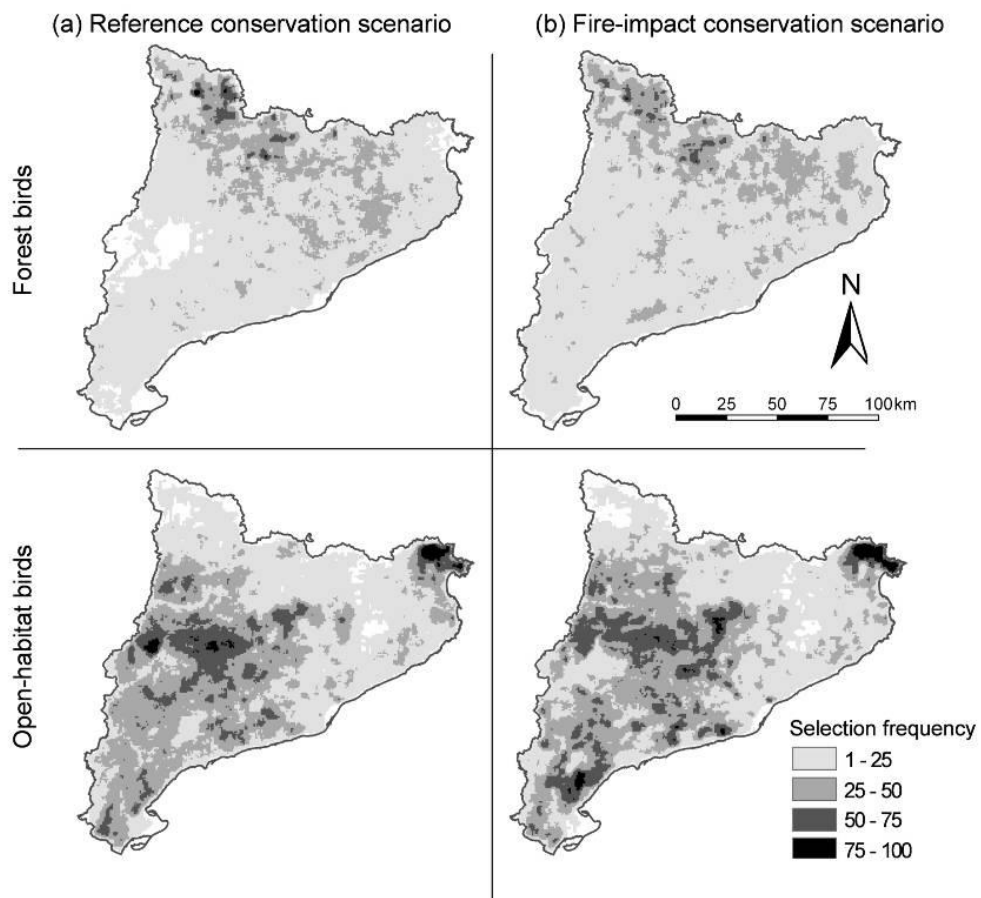 (a) Reference conservation scenario
(b) Fire-impact conservation scenario
Forest birds
N
0 25 50 75 100km
Open-habitat birds
Selection frequency
1 - 25
25 - 50
50 - 75
75 - 100